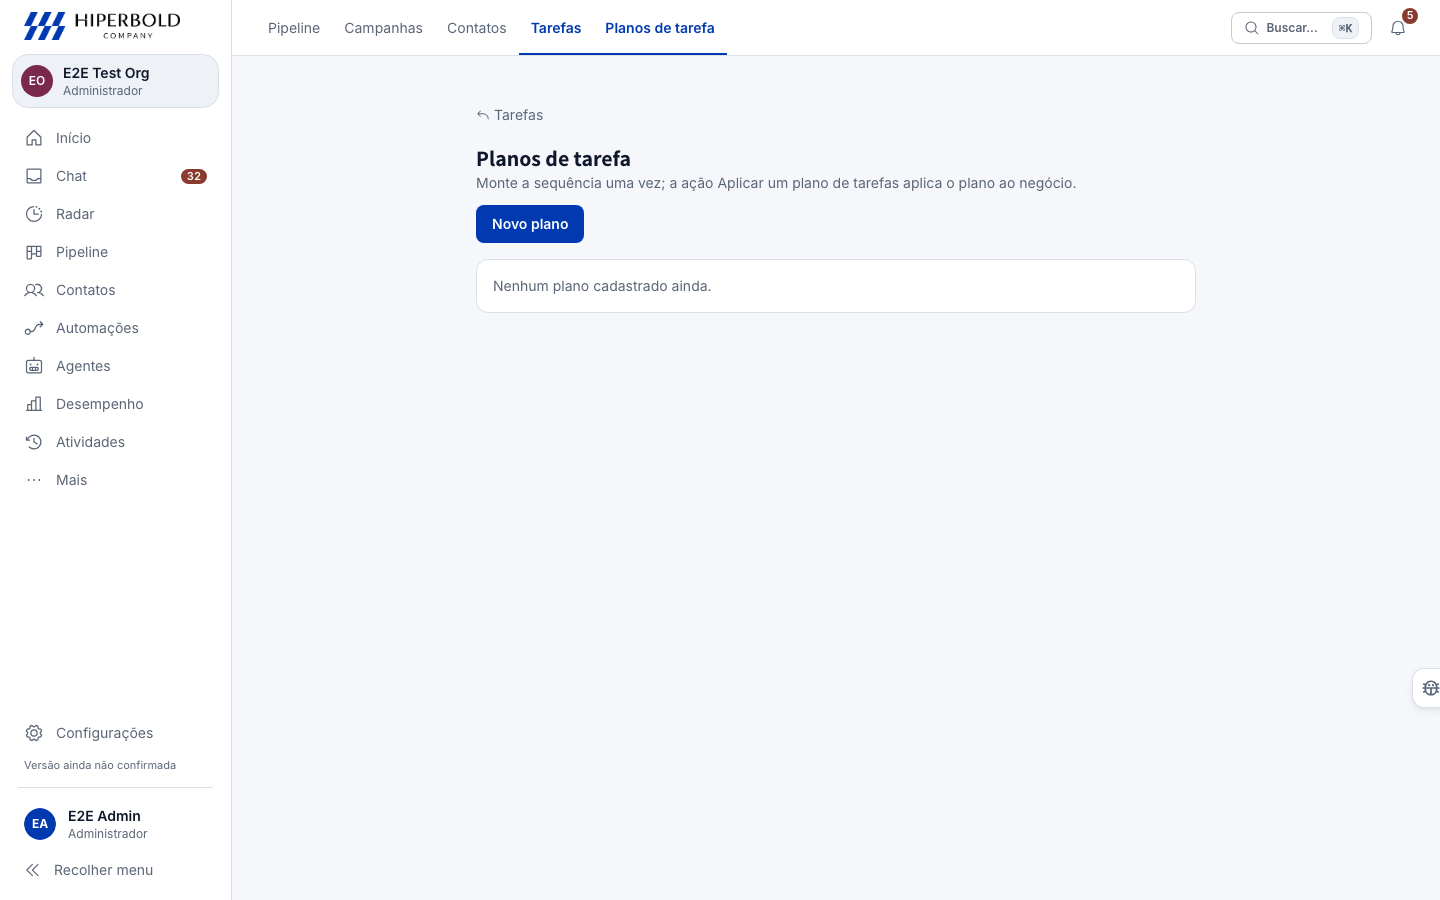 HIPERBOLD
COMPANY
EO
E2E Test Org
Administrador
Início
Chat
32
Radar
Pipeline
Contatos
Automações
Agentes
Desempenho
Atividades
Mais
Configurações
Versão ainda não confirmada
EA
E2E Admin
Administrador
Recolher menu
Pipeline
Campanhas
Contatos
Tarefas
Planos de tarefa
Buscar...
⌘K
5
Tarefas
Planos de tarefa
Monte a sequência uma vez; a ação Aplicar um plano de tarefas aplica o plano ao negócio.
Novo plano
Nenhum plano cadastrado ainda.